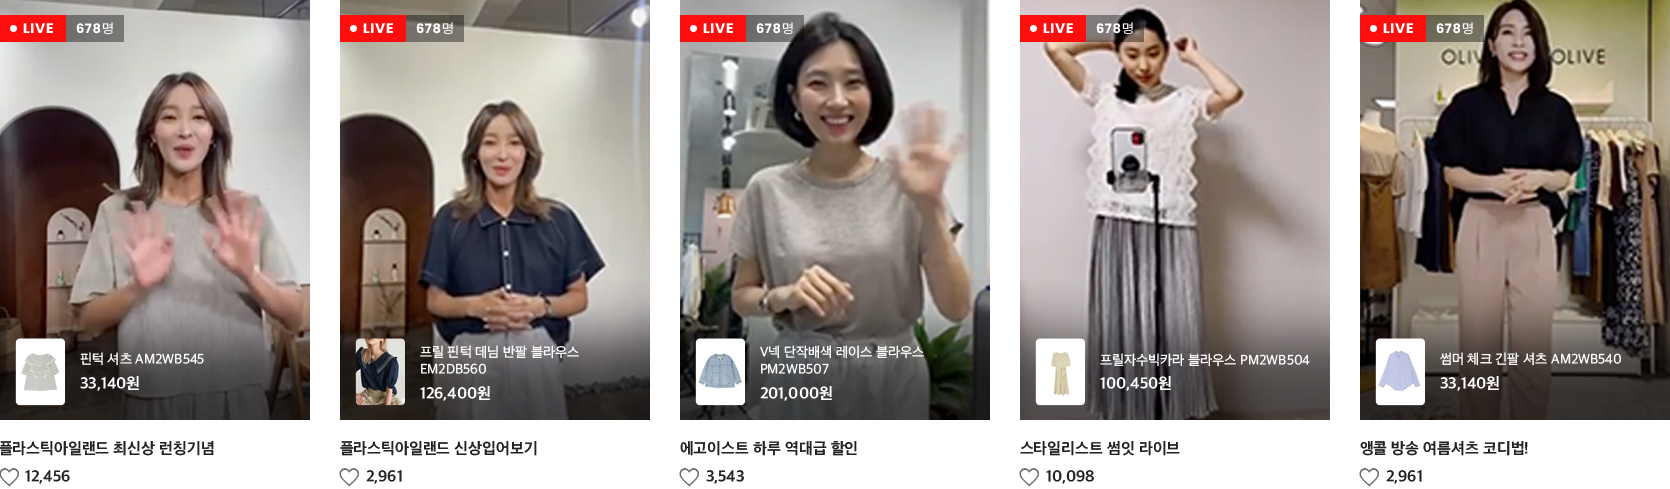 LIVE 678명
핀턱 셔츠 AM2WB545
33,140원
플라스틱아일랜드 최신상 런칭기념
12,456
LIVE 678명
프릴 핀턱 데님 반팔 블라우스
EM2DB560
126,400원
플라스틱아일랜드 신상입어보기
2,961
LIVE 678명
V넥 단작배색 레이스 블라우스
PM2WB507
201,000원
에고이스트 하루 역대급 할인
3,543
LIVE 678명
프릴자수빅카라 블라우스 PM2WB504
100,450원
스타일리스트 썸잇 라이브
10,098
LIVE 678명
OLIVE
썸머 체크 긴팔 셔츠 AM2WB540
33,140원
앵콜 방송 여름셔츠 코디법!
2,961